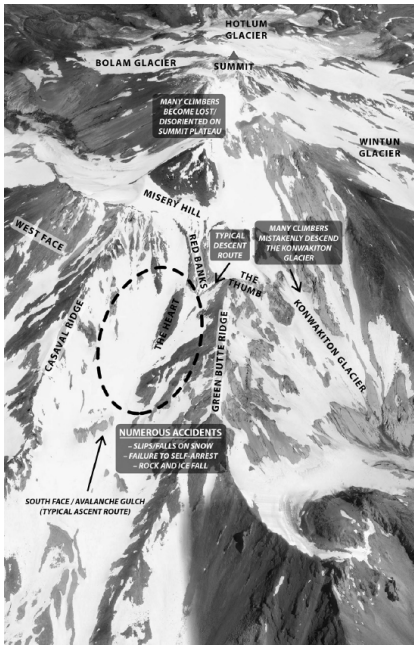 HOTLUM
GLACIER
BOLAM GLACIER
SUMMIT
MANY CLIMBERS
BECOME LOST/
DISORIENTED ON
SUMMIT PLATEAU
WINTUN
GLACIER
MISERY HILL
WEST FACE
RED BANKS
TYPICAL
DESCENT
ROUTE
MANY CLIMBERS
MISTAKENLY DESCEND
THE KONWAKITON
GLACIER
THE
THUMB
CASAVAL RIDGE
THE HEART
GREEN BUTTE RIDGE
KONWAKITON GLACIER
NUMEROUS ACCIDENTS
– SLIPS/FALLS ON SNOW
– FAILURE TO SELF-ARREST
– ROCK AND ICE FALL
SOUTH FACE / AVALANCHE GULCH
(TYPICAL ASCENT ROUTE)